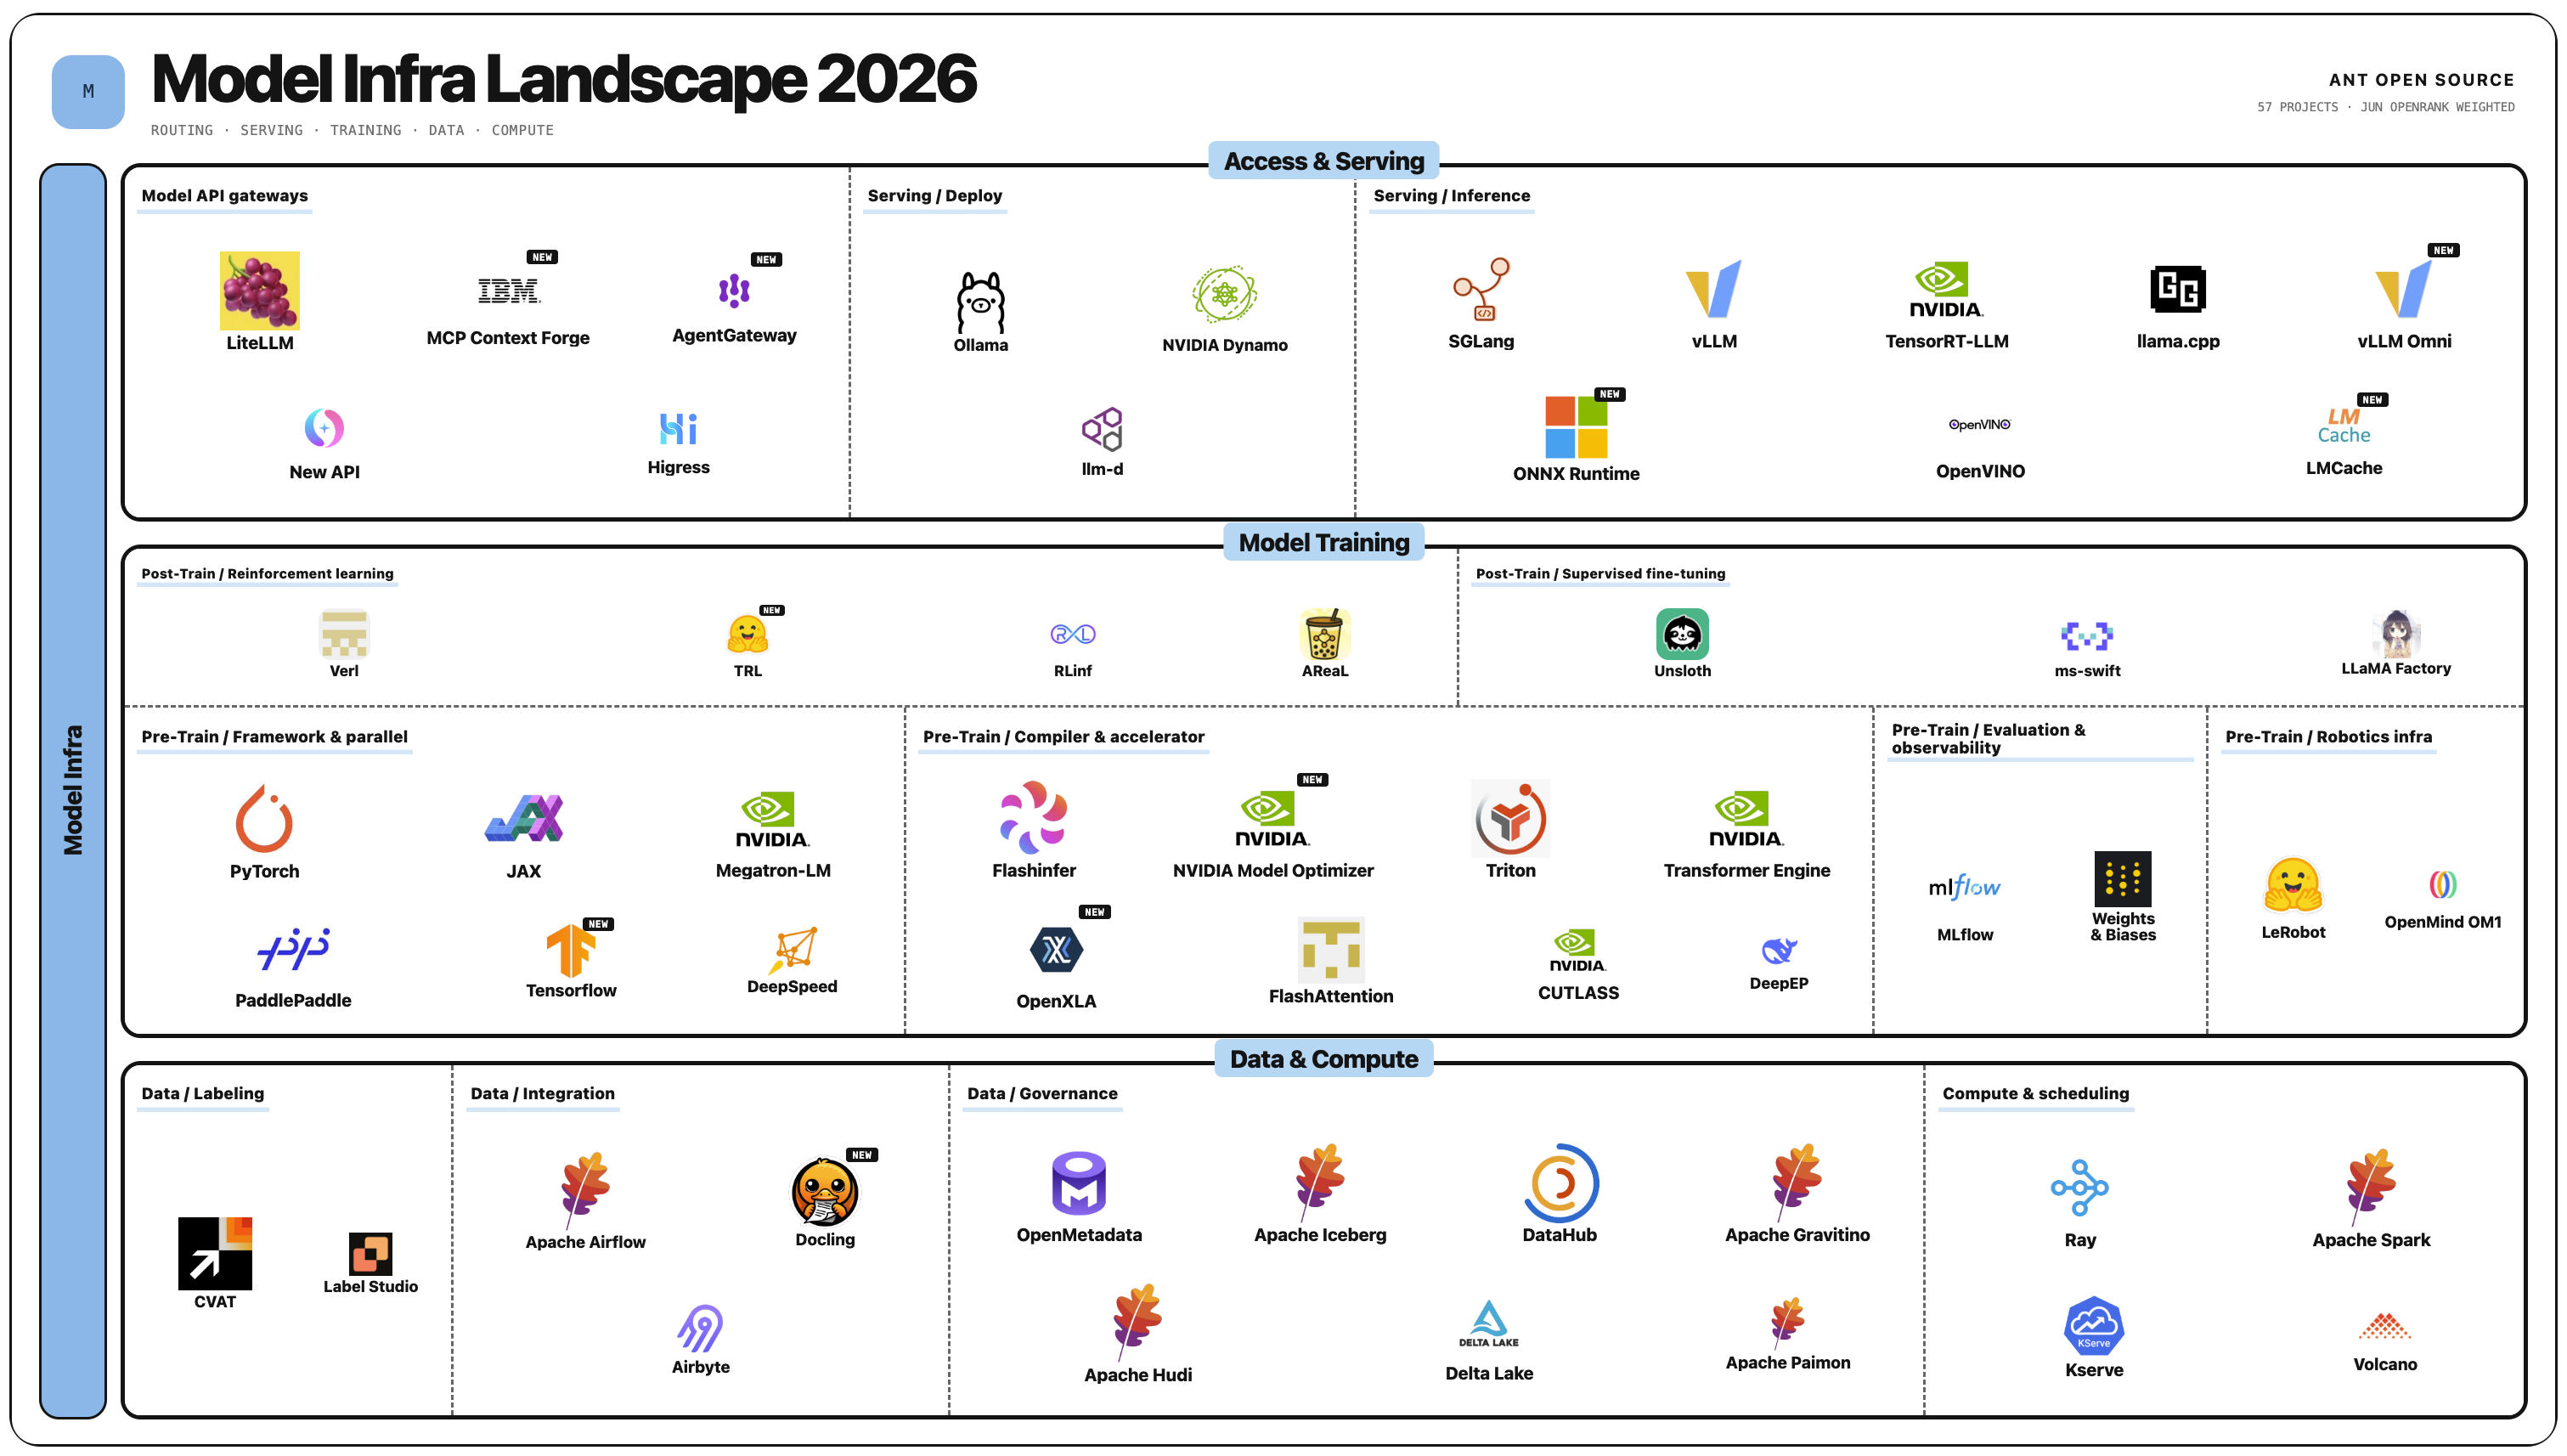 M
Model Infra Landscape 2026
ROUTING · SERVING · TRAINING · DATA · COMPUTE
ANT OPEN SOURCE
57 PROJECTS · JUN OPENRANK WEIGHTED
Model Infra
Access & Serving
Model API gateways
LiteLLM
NEW
IBM.
MCP Context Forge
NEW
AgentGateway
New API
Hi
Higress
Serving / Deploy
Ollama
NVIDIA Dynamo
llm-d
Serving / Inference
</>
SGLang
vLLM
NVIDIA.
TensorRT-LLM
GG
llama.cpp
NEW
vLLM Omni
NEW
ONNX Runtime
OpenVINO
OpenVINO
NEW
LM
Cache
LMCache
Model Training
Post-Train / Reinforcement learning
Verl
NEW
TRL
RL
RLinf
AReaL
Post-Train / Supervised fine-tuning
Unsloth
ms-swift
LLaMA Factory
Pre-Train / Framework & parallel
PyTorch
JAX
JAX
NVIDIA.
Megatron-LM
PaddlePaddle
NEW
Tensorflow
DeepSpeed
Pre-Train / Compiler & accelerator
Flashinfer
NEW
NVIDIA.
NVIDIA Model Optimizer
Triton
NVIDIA.
Transformer Engine
NEW
OpenXLA
FlashAttention
NVIDIA.
CUTLASS
DeepEP
Pre-Train / Evaluation &
observability
mlflow
MLflow
Weights
& Biases
Pre-Train / Robotics infra
LeRobot
OpenMind OM1
Data & Compute
Data / Labeling
CVAT
Label Studio
Data / Integration
Apache Airflow
NEW
Docling
Airbyte
Data / Governance
OpenMetadata
Apache Iceberg
DataHub
Apache Gravitino
Apache Hudi
DELTA LAKE
Delta Lake
Apache Paimon
Compute & scheduling
Ray
Apache Spark
KServe
Kserve
Volcano